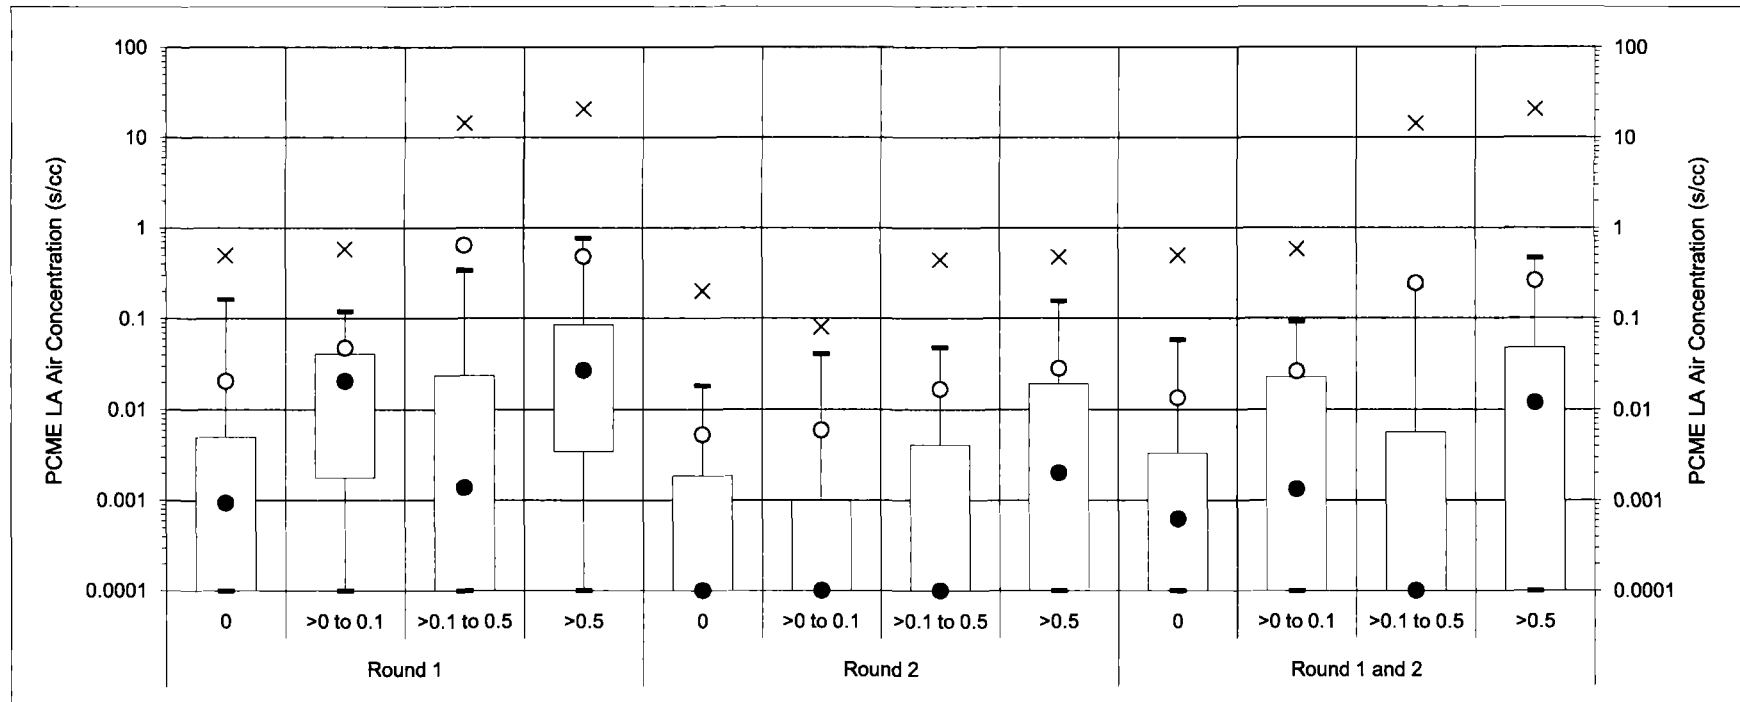 PCME LA Air Concentration (s/cc)
100 100
10 10
1 1
0.1 0.1
0.01 0.01
0.001 0.001
0.0001 0.0001
PCME LA Air Concentration (s/cc)
0 >0 to 0.1 >0.1 to 0.5 >0.5 0 >0 to 0.1 >0.1 to 0.5 >0.5 0 >0 to 0.1 >0.1 to 0.5 >0.5
Round 1 Round 2 Round 1 and 2